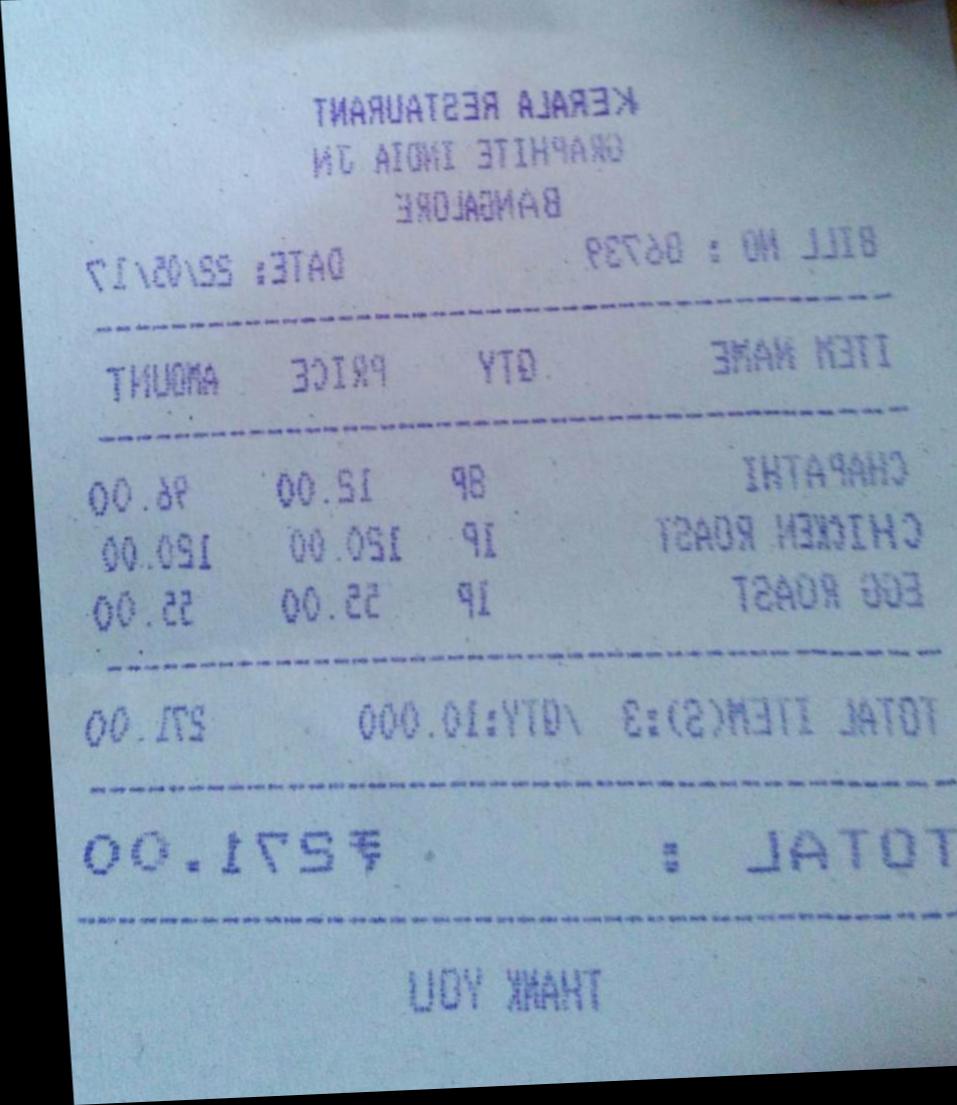 KERALA RESTAURANT
GRAPHITE INDIA JN
BANGALORE
BILL NO : 06739 DATE: 22/05/17
ITEM NAME QTY PRICE AMOUNT
CHAPATHI 8P 12.00 96.00
CHICKEN ROAST 1P 120.00 120.00
EGG ROAST 1P 55.00 55.00
TOTAL ITEM(S):3 /QTY:10.000 271.00
TOTAL : ₹271.00
THANK YOU